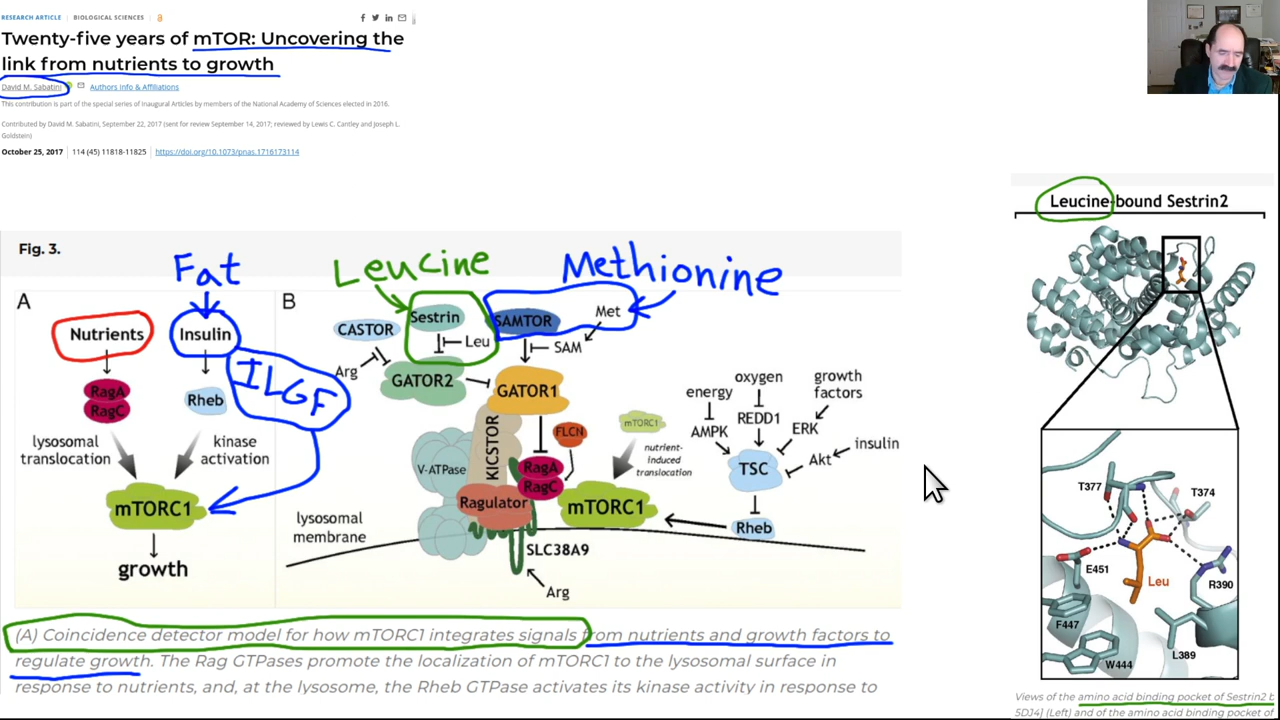 RESEARCH ARTICLE | BIOLOGICAL SCIENCES
Twenty-five years of mTOR: Uncovering the
link from nutrients to growth
David M. Sabatini Authors Info & Affiliations
This contribution is part of the special series of Inaugural Articles by members of the National Academy of Sciences elected in 2016.
Contributed by David M. Sabatini, September 22, 2017 (sent for review September 14, 2017; reviewed by Lewis C. Cantley and Joseph L.
Goldstein)
October 25, 2017 | 114 (45) 11818-11825 | https://doi.org/10.1073/pnas.1716173114
Fig. 3.
A
Fat
Nutrients
Insulin
ILGF
RagA
RagC
Rheb
lysosomal
translocation
kinase
activation
mTORC1
growth
B
Leucine
Methionine
CASTOR
Sestrin
SAMTOR
Met
Leu
SAM
Arg
GATOR2
GATOR1
KICSTOR
FLCN
mTORC1
nutrient-
induced
translocation
V-ATPase
RagA
RagC
Ragulator
mTORC1
lysosomal
membrane
SLC38A9
Arg
energy
oxygen
growth
factors
AMPK
REDD1
ERK
insulin
Akt
TSC
Rheb
(A) Coincidence detector model for how mTORC1 integrates signals from nutrients and growth factors to
regulate growth. The Rag GTPases promote the localization of mTORC1 to the lysosomal surface in
response to nutrients, and, at the lysosome, the Rheb GTPase activates its kinase activity in response to
Leucine-bound Sestrin2
T377
T374
E451
Leu
R390
F447
L389
W444
Views of the amino acid binding pocket of Sestrin2 b
5DJ4] (Left) and of the amino acid binding pocket of